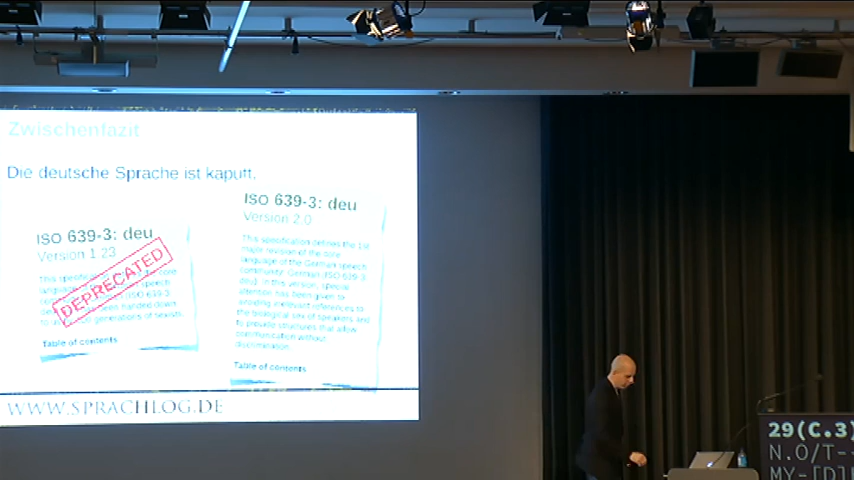 Zwischenfazit
Die deutsche Sprache ist kaputt.
ISO 639-3: deu
Version 1.23
DEPRECATED
Table of contents
ISO 639-3: deu
Version 2.0
This specification defines the 1st
major revision of the core
language of the German speech
community, German (ISO 639-3:
deu). In this version, special
attention has been given to
avoiding irrelevant references to
the biological sex of speakers and
to provide structures that allow
communication without
discrimination.
Table of contents
WWW.SPRACHLOG.DE
29(C.3)
N.O/T--
MY-[D]